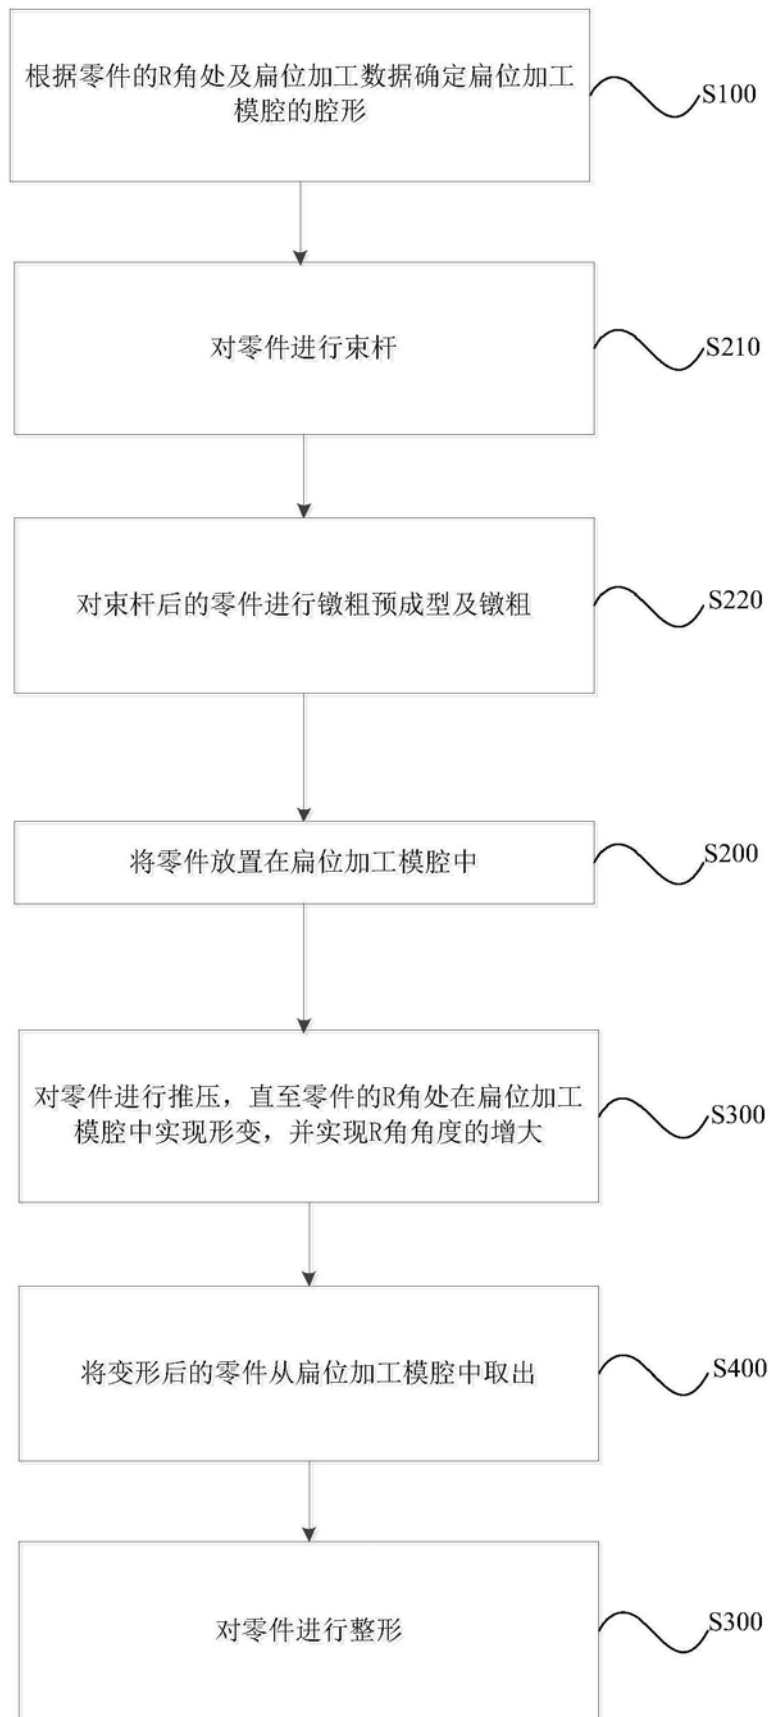 根据零件的R角处及扁位加工数据确定扁位加工
模腔的腔形
S100
对零件进行束杆
S210
对束杆后的零件进行镦粗预成型及镦粗
S220
将零件放置在扁位加工模腔中
S200
对零件进行推压，直至零件的R角处在扁位加工
模腔中实现形变，并实现R角角度的增大
S300
将变形后的零件从扁位加工模腔中取出
S400
对零件进行整形
S300